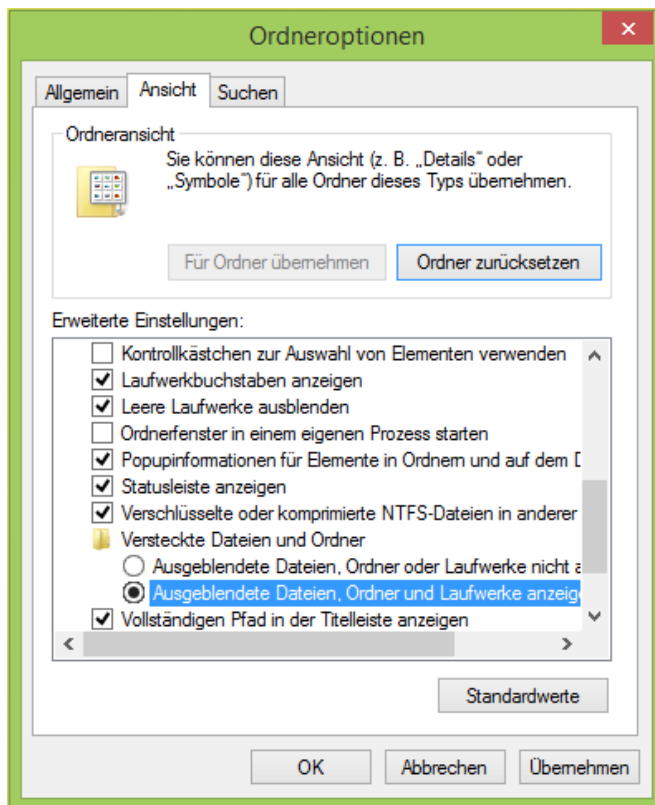 Ordneroptionen
Allgemein
Ansicht
Suchen
Ordneransicht
Sie können diese Ansicht (z. B. „Details“ oder
„Symbole“) für alle Ordner dieses Typs übernehmen.
Für Ordner übernehmen
Ordner zurücksetzen
Erweiterte Einstellungen:
Kontrollkästchen zur Auswahl von Elementen verwenden
Laufwerkbuchstaben anzeigen
Leere Laufwerke ausblenden
Ordnerfenster in einem eigenen Prozess starten
Popupinformationen für Elemente in Ordnern und auf dem
Statusleiste anzeigen
Verschlüsselte oder komprimierte NTFS-Dateien in anderer
Versteckte Dateien und Ordner
Ausgeblendete Dateien, Ordner oder Laufwerke nicht a
Ausgeblendete Dateien, Ordner und Laufwerke anzeig
Vollständigen Pfad in der Titelleiste anzeigen
Standardwerte
OK
Abbrechen
Übernehmen